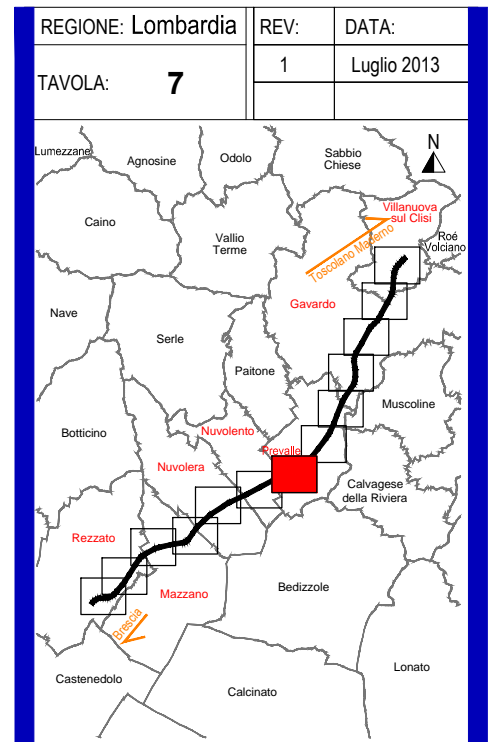 REGIONE: Lombardia REV: DATA:
TAVOLA: 7 1 Luglio 2013
N
Lumezzane
Agnosine
Odolo
Sabbio
Chiese
Caino
Vallio
Terme
Villanuova
sul Clisi
Roé
Volciano
Toscolano Maderno
Gavardo
Nave
Serle
Paitone
Muscoline
Botticino
Nuvolento
Prevalle
Nuvolera
Calvagese
della Riviera
Rezzato
Mazzano
Bedizzole
Brescia
Castenedolo
Calcinato
Lonato